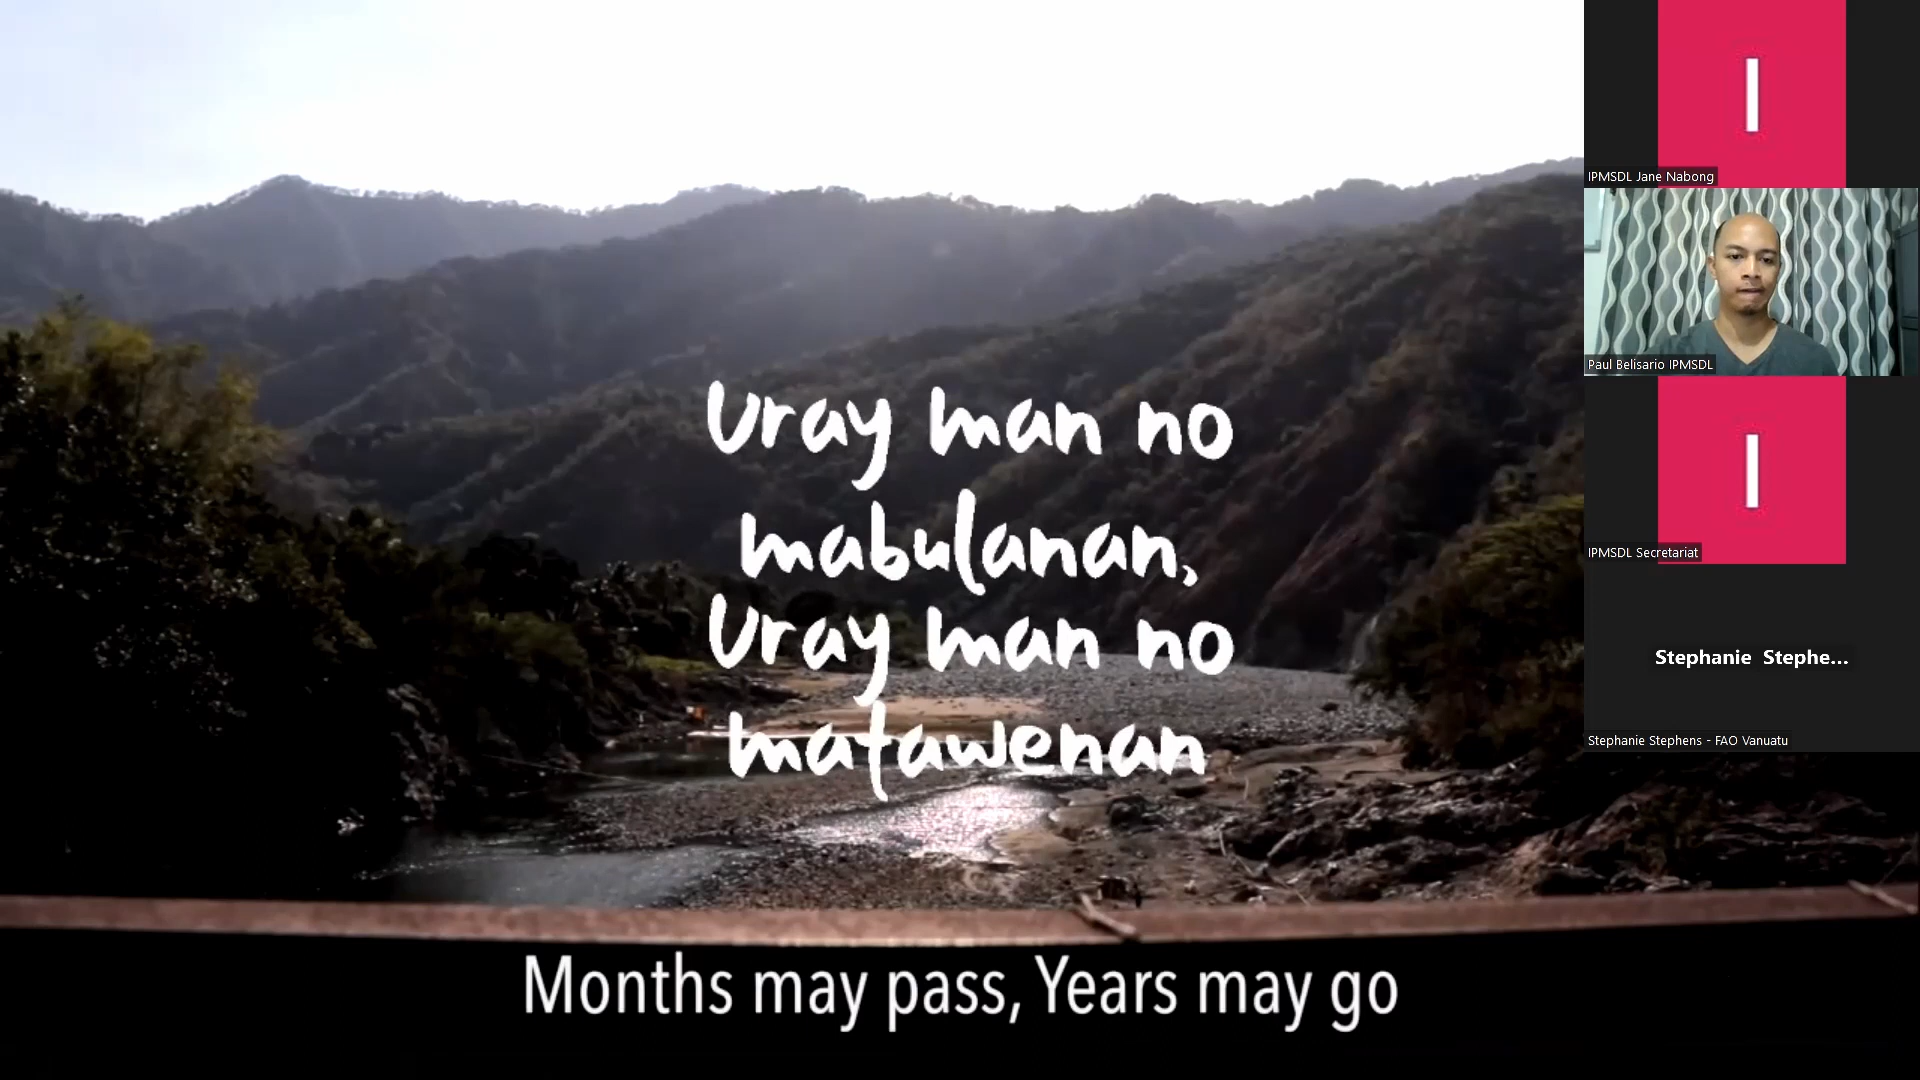 Uray man no
mabulanan,
Uray man no
matawenan
Months may pass, Years may go
I
IPMSDL Jane Nabong
Paul Belisario IPMSDL
I
IPMSDL Secretariat
Stephanie Stephe...
Stephanie Stephens - FAO Vanuatu